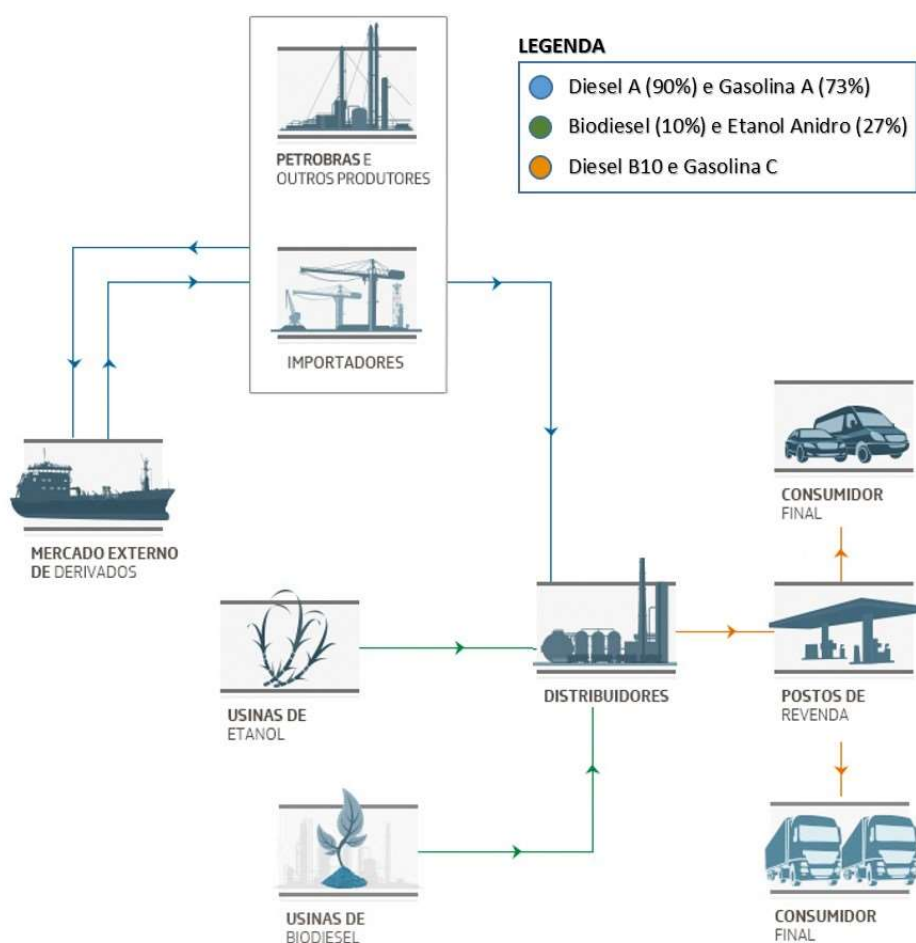 LEGENDA
Diesel A (90%) e Gasolina A (73%)
Biodiesel (10%) e Etanol Anidro (27%)
Diesel B10 e Gasolina C
PETROBRAS E
OUTROS PRODUTORES
IMPORTADORES
MERCADO EXTERNO
DE DERIVADOS
CONSUMIDOR
FINAL
USINAS DE
ETANOL
DISTRIBUIDORES
POSTOS DE
REVENDA
USINAS DE
BIODIESEL
CONSUMIDOR
FINAL